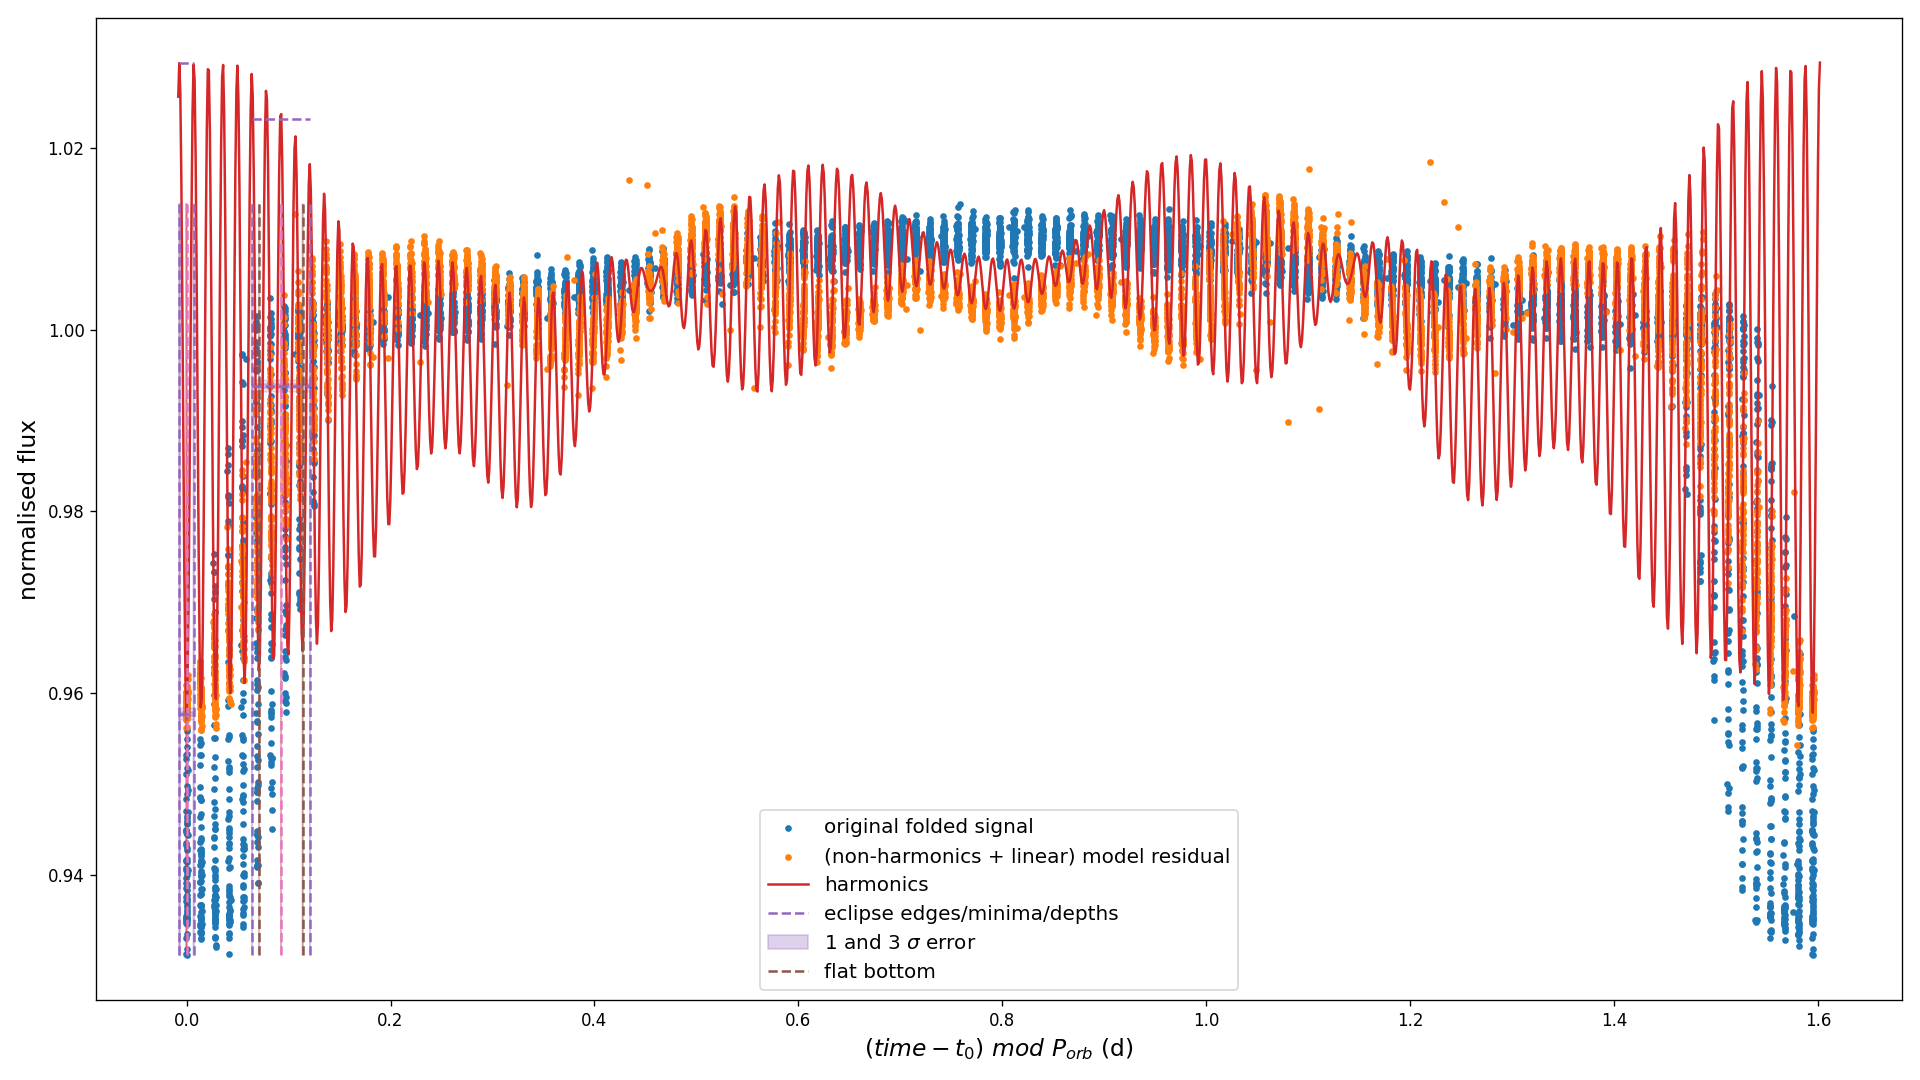 normalised flux
1.02
1.00
0.98
0.96
0.94
original folded signal
(non-harmonics + linear) model residual
harmonics
eclipse edges/minima/depths
1 and 3 σ error
flat bottom
0.0 0.2 0.4 0.6 0.8 1.0 1.2 1.4 1.6
(time − t₀) mod Pₒᵣb (d)